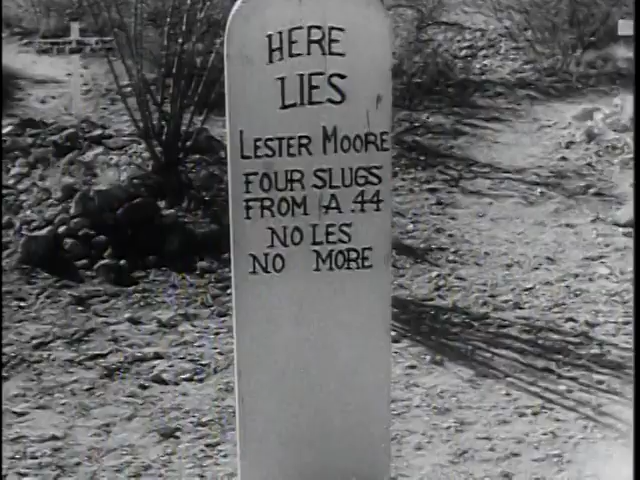 HERE
LIES
LESTER MOORE
FOUR SLUGS
FROM A .44
NO LES
NO MORE